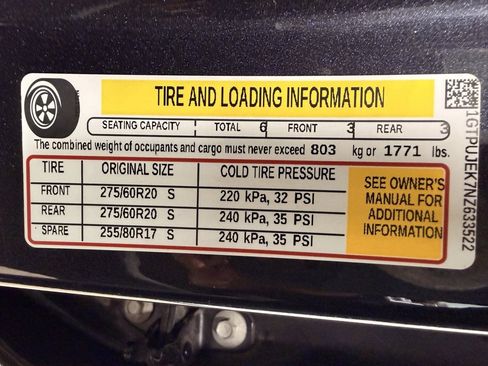 TIRE AND LOADING INFORMATION
SEATING CAPACITY TOTAL 6 FRONT 3 REAR 3
The combined weight of occupants and cargo must never exceed 803 kg or 1771 lbs.
TIRE ORIGINAL SIZE COLD TIRE PRESSURE
FRONT 275/60R20 S 220 kPa, 32 PSI
REAR 275/60R20 S 240 kPa, 35 PSI
SPARE 255/80R17 S 240 kPa, 35 PSI
SEE OWNER'S
MANUAL FOR
ADDITIONAL
INFORMATION
1GTPUJEK7NZ633522